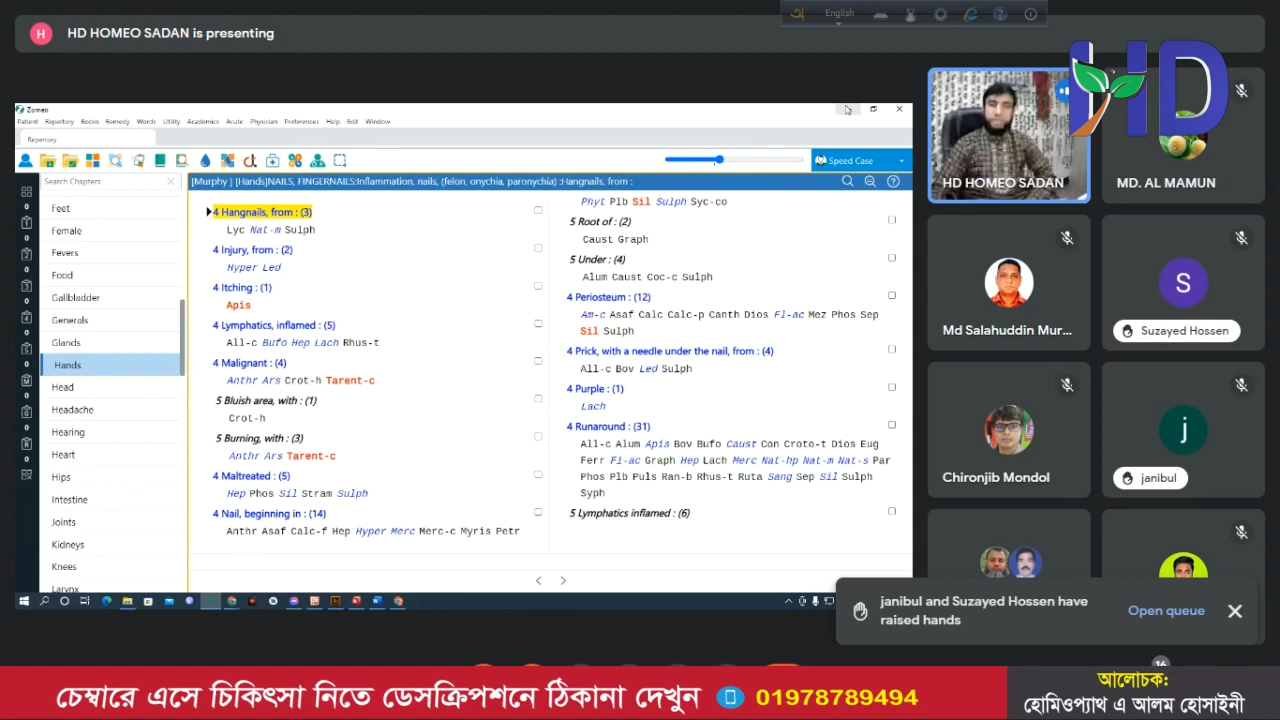 English
H
HD HOMEO SADAN is presenting
HD
Zomeo
Patient Repertory Books Remedy Words Utility Academics Acute Physician Preferences Help Edit Window
Repertory
Speed Case
Search Chapters
[Murphy ] [Hands]NAILS, FINGERNAILS:Inflammation, nails, (felon, onychia, paronychia) :Hangnails, from :
Feet
Female
Fevers
Food
Gallbladder
Generals
Glands
Hands
Head
Headache
Hearing
Heart
Hips
Intestine
Joints
Kidneys
Knees
Larynx
4 Hangnails, from : (3)
Lyc Nat-m Sulph
4 Injury, from : (2)
Hyper Led
4 Itching : (1)
Apis
4 Lymphatics, inflamed : (5)
All-c Bufo Hep Lach Rhus-t
4 Malignant : (4)
Anthr Ars Crot-h Tarent-c
5 Bluish area, with : (1)
Crot-h
5 Burning, with : (3)
Anthr Ars Tarent-c
4 Maltreated : (5)
Hep Phos Sil Stram Sulph
4 Nail, beginning in : (14)
Anthr Asaf Calc-f Hep Hyper Merc Merc-c Myris Petr
Phyt Plb Sil Sulph Syc-co
5 Root of : (2)
Caust Graph
5 Under : (4)
Alum Caust Coc-c Sulph
4 Periosteum : (12)
Am-c Asaf Calc Calc-p Canth Dios Fl-ac Mez Phos Sep
Sil Sulph
4 Prick, with a needle under the nail, from : (4)
All-c Bov Led Sulph
4 Purple : (1)
Lach
4 Runaround : (31)
All-c Alum Apis Bov Bufo Caust Con Croto-t Dios Eug
Ferr Fl-ac Graph Hep Lach Merc Nat-hp Nat-m Nat-s Par
Phos Plb Puls Ran-b Rhus-t Ruta Sang Sep Sil Sulph
Syph
5 Lymphatics inflamed : (6)
HD HOMEO SADAN
MD. AL MAMUN
Md Salahuddin Mur...
S
Suzayed Hossen
Chironjib Mondol
j
janibul
janibul and Suzayed Hossen have
raised hands
Open queue
16
চেম্বারে এসে চিকিৎসা নিতে ডেসক্রিপশনে ঠিকানা দেখুন 01978789494
আলোচক:
হোমিওপ্যাথ এ আলম হোসাইনী